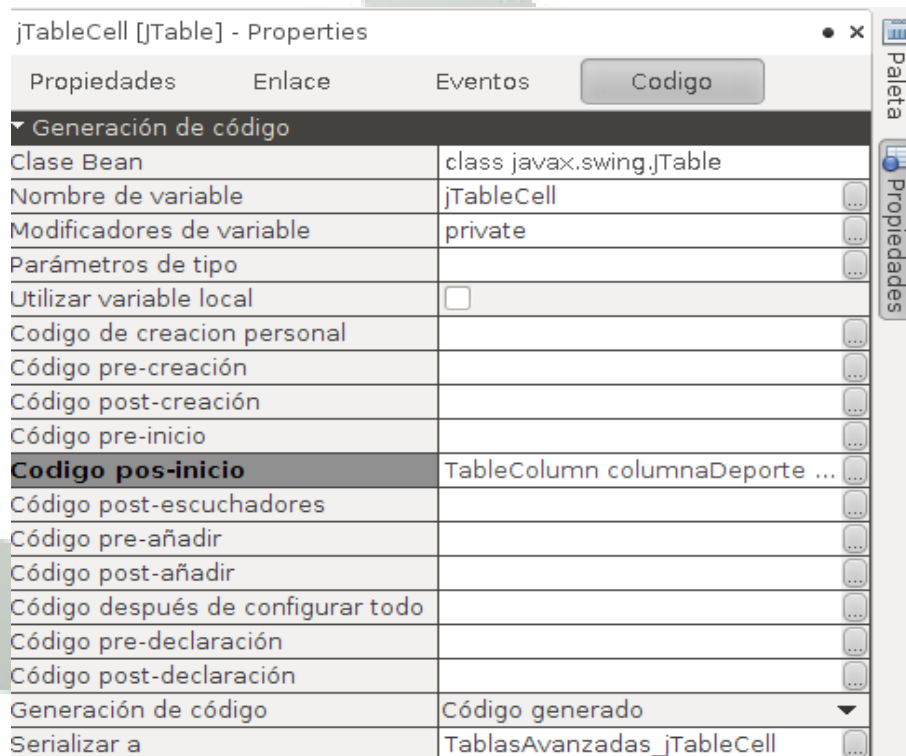 jTableCell [JTable] - Properties
Propiedades Enlace Eventos Codigo
Generación de código
Clase Bean class javax.swing.JTable
Nombre de variable jTableCell ...
Modificadores de variable private ...
Parámetros de tipo ...
Utilizar variable local
Codigo de creacion personal ...
Código pre-creación ...
Código post-creación ...
Código pre-inicio ...
Codigo pos-inicio TableColumn columnaDeporte ... ...
Código post-escuchadores ...
Código pre-añadir ...
Código post-añadir ...
Código después de configurar todo ...
Código pre-declaración ...
Código post-declaración ...
Generación de código Código generado
Serializar a TablasAvanzadas_jTableCell ...
Paleta
Propiedades